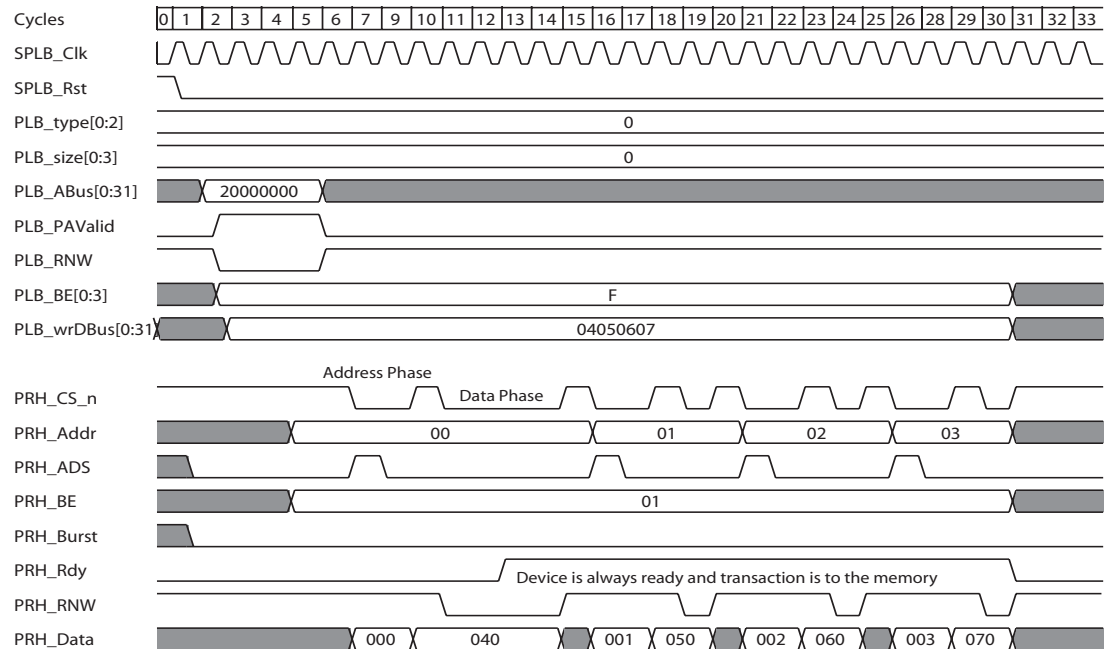 Cycles 0 1 2 3 4 5 6 7 9 10 11 12 13 14 15 16 17 18 19 20 21 22 23 24 25 26 28 29 30 31 32 33
SPLB_Clk
SPLB_Rst
PLB_type[0:2] 0
PLB_size[0:3] 0
PLB_ABus[0:31] 20000000
PLB_PAValid
PLB_RNW
PLB_BE[0:3] F
PLB_wrDBus[0:31] 04050607
Address Phase
PRH_CS_n Data Phase
PRH_Addr 00 01 02 03
PRH_ADS
PRH_BE 01
PRH_Burst
PRH_Rdy Device is always ready and transaction is to the memory
PRH_RNW
PRH_Data 000 040 001 050 002 060 003 070